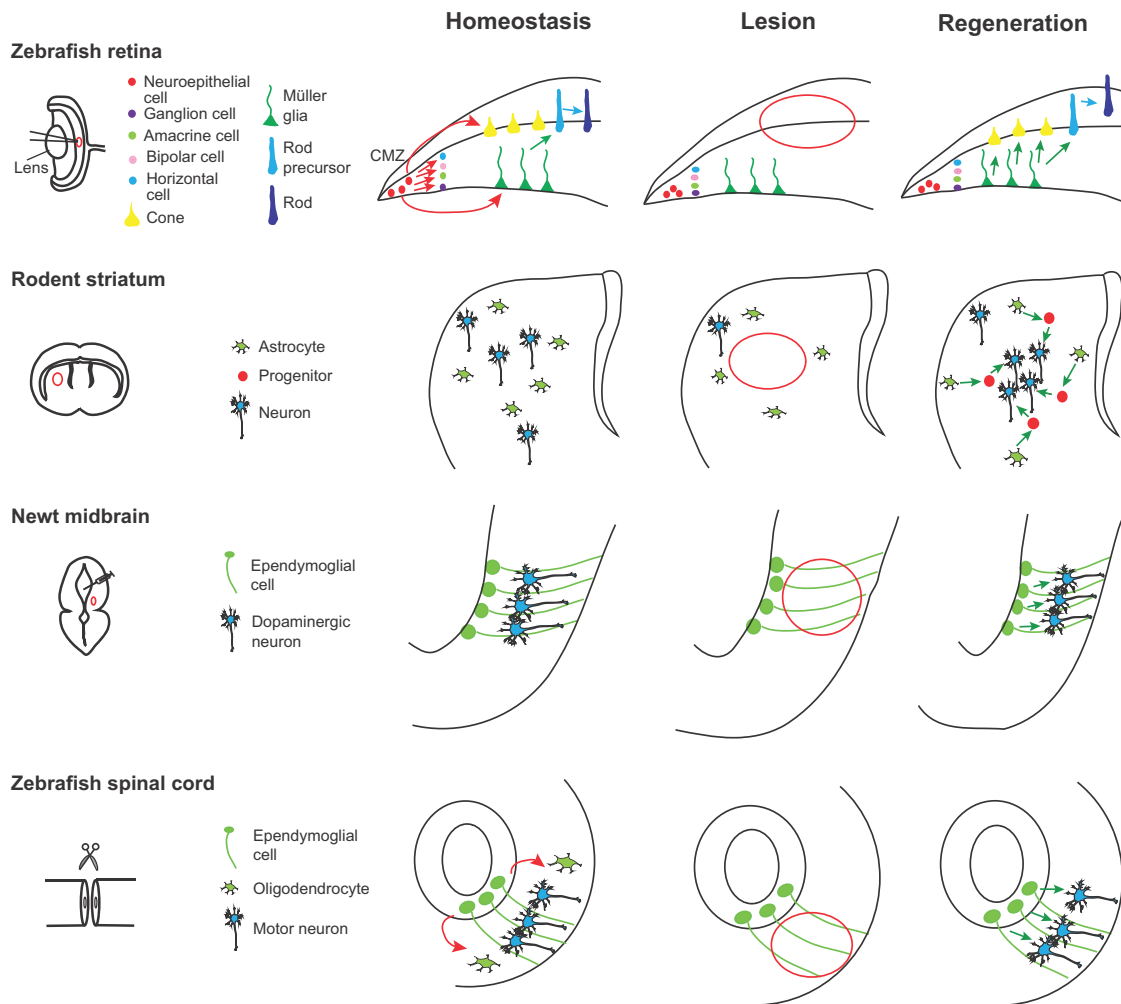 Homeostasis
Lesion
Regeneration
Zebrafish retina
Neuroepithelial
cell
Ganglion cell
Amacrine cell
Bipolar cell
Horizontal
cell
Cone
Müller
glia
Rod
precursor
Rod
Lens
CMZ
Rodent striatum
Astrocyte
Progenitor
Neuron
Newt midbrain
Ependymoglial
cell
Dopaminergic
neuron
Zebrafish spinal cord
Ependymoglial
cell
Oligodendrocyte
Motor neuron